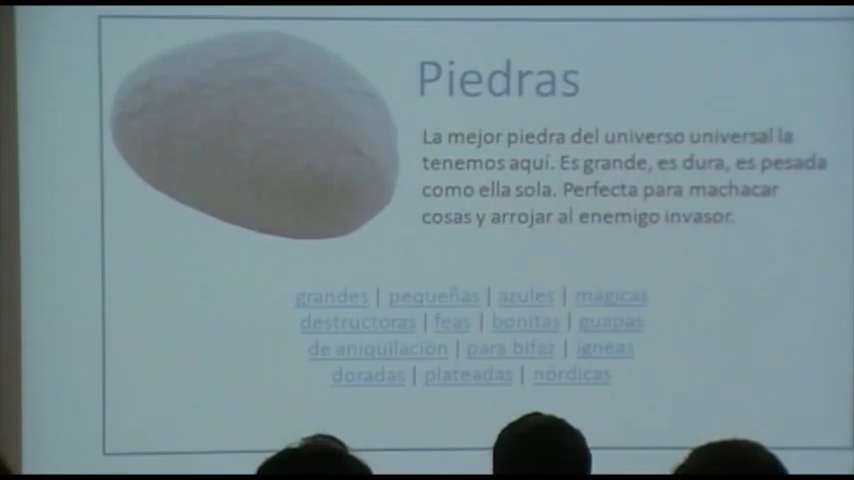 Piedras
La mejor piedra del universo universal la
tenemos aquí. Es grande, es dura, es pesada
como ella sola. Perfecta para machacar
cosas y arrojar al enemigo invasor.
grandes | pequeñas | azules | mágicas
destructoras | feas | bonitas | guapas
de aniquilación | para bifaz | ígneas
doradas | plateadas | nórdicas